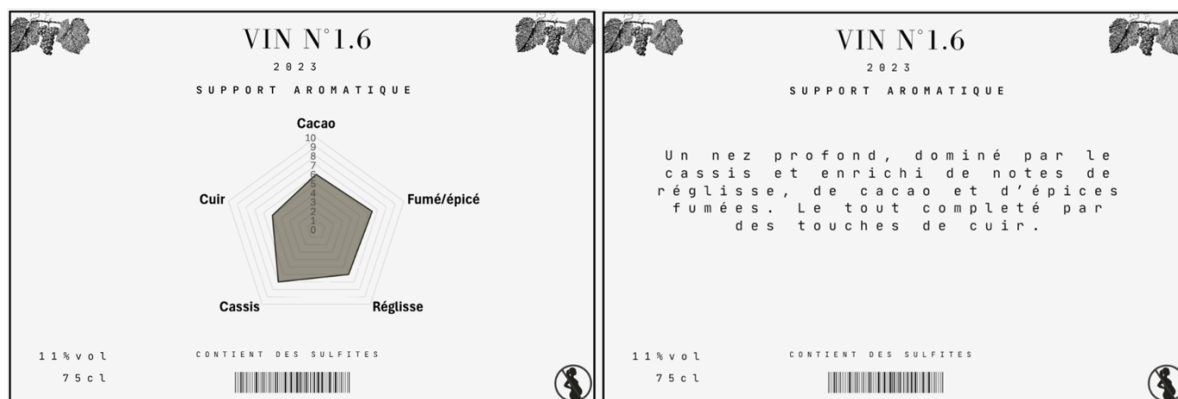 VIN N°1.6
2023
SUPPORT AROMATIQUE
Cacao
10
9
8
7
6
5
4
3
2
1
0
Cuir
Fumé/épicé
Cassis
Réglisse
11%vol
CONTIENT DES SULFITES
75cl
VIN N°1.6
2023
SUPPORT AROMATIQUE
Un nez profond, dominé par le
cassis et enrichi de notes de
réglisse, de cacao et d'épices
fumées. Le tout completé par
des touches de cuir.
11%vol
CONTIENT DES SULFITES
75cl